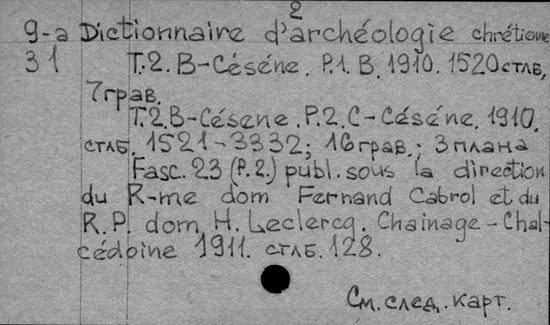 2
9-a Dictionnaire d'archéologie chrétienne
31 T.2. B-Céséne. P.1. B. 1910. 1520 стлб,
7 грав.
T.2. B-Césene. P.2. C-Céséne. 1910.
стлб. 1521-3332; 16 грав.; 3 плана
Fasc. 23 (P.2.) publ. sous la direction
du R-me dom Fernand Cabrol et du
R.P. dom H. Leclercq. Chainage-Chal-
cédoine 1911. стлб. 128.
См. след. карт.